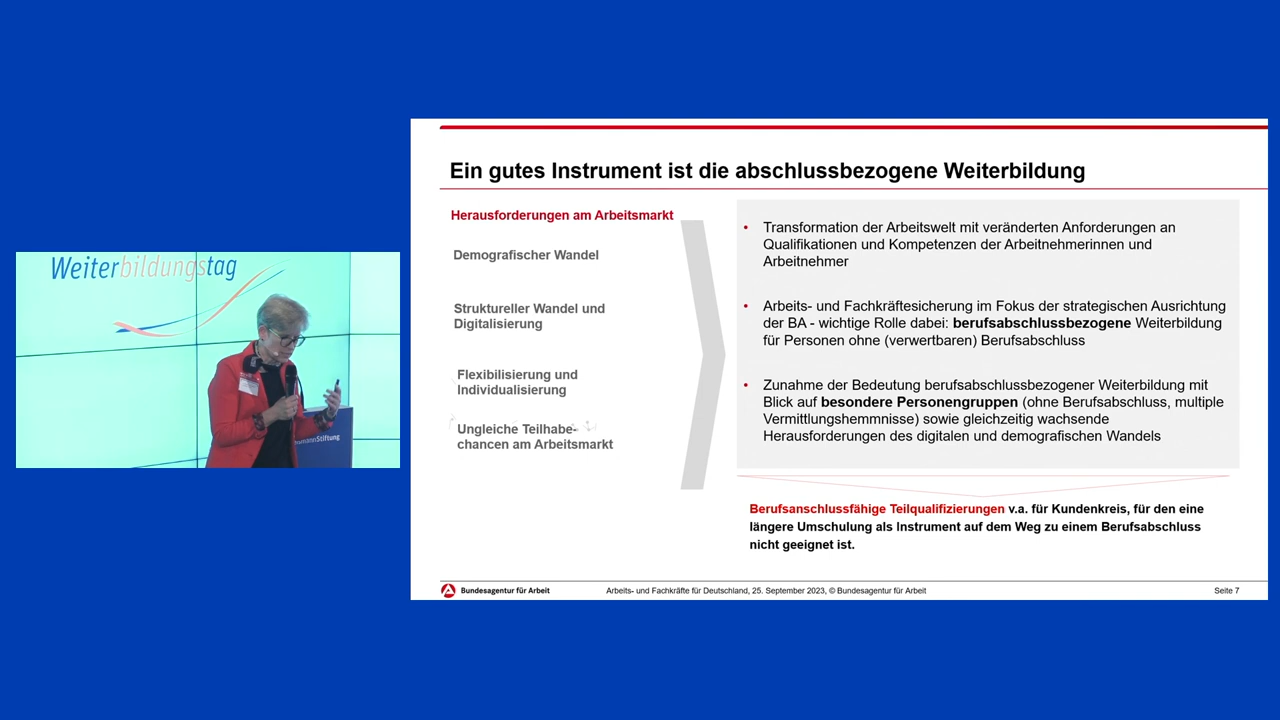 Weiterbildungstag
mannStiftung
Ein gutes Instrument ist die abschlussbezogene Weiterbildung
Herausforderungen am Arbeitsmarkt
Demografischer Wandel
Struktureller Wandel und
Digitalisierung
Flexibilisierung und
Individualisierung
Ungleiche Teilhabe-
chancen am Arbeitsmarkt
• Transformation der Arbeitswelt mit veränderten Anforderungen an
Qualifikationen und Kompetenzen der Arbeitnehmerinnen und
Arbeitnehmer
• Arbeits- und Fachkräftesicherung im Fokus der strategischen Ausrichtung
der BA - wichtige Rolle dabei: berufsabschlussbezogene Weiterbildung
für Personen ohne (verwertbaren) Berufsabschluss
• Zunahme der Bedeutung berufsabschlussbezogener Weiterbildung mit
Blick auf besondere Personengruppen (ohne Berufsabschluss, multiple
Vermittlungshemmnisse) sowie gleichzeitig wachsende
Herausforderungen des digitalen und demografischen Wandels
Berufsanschlussfähige Teilqualifizierungen v.a. für Kundenkreis, für den eine
längere Umschulung als Instrument auf dem Weg zu einem Berufsabschluss
nicht geeignet ist.
Bundesagentur für Arbeit
Arbeits- und Fachkräfte für Deutschland, 25. September 2023, © Bundesagentur für Arbeit
Seite 7